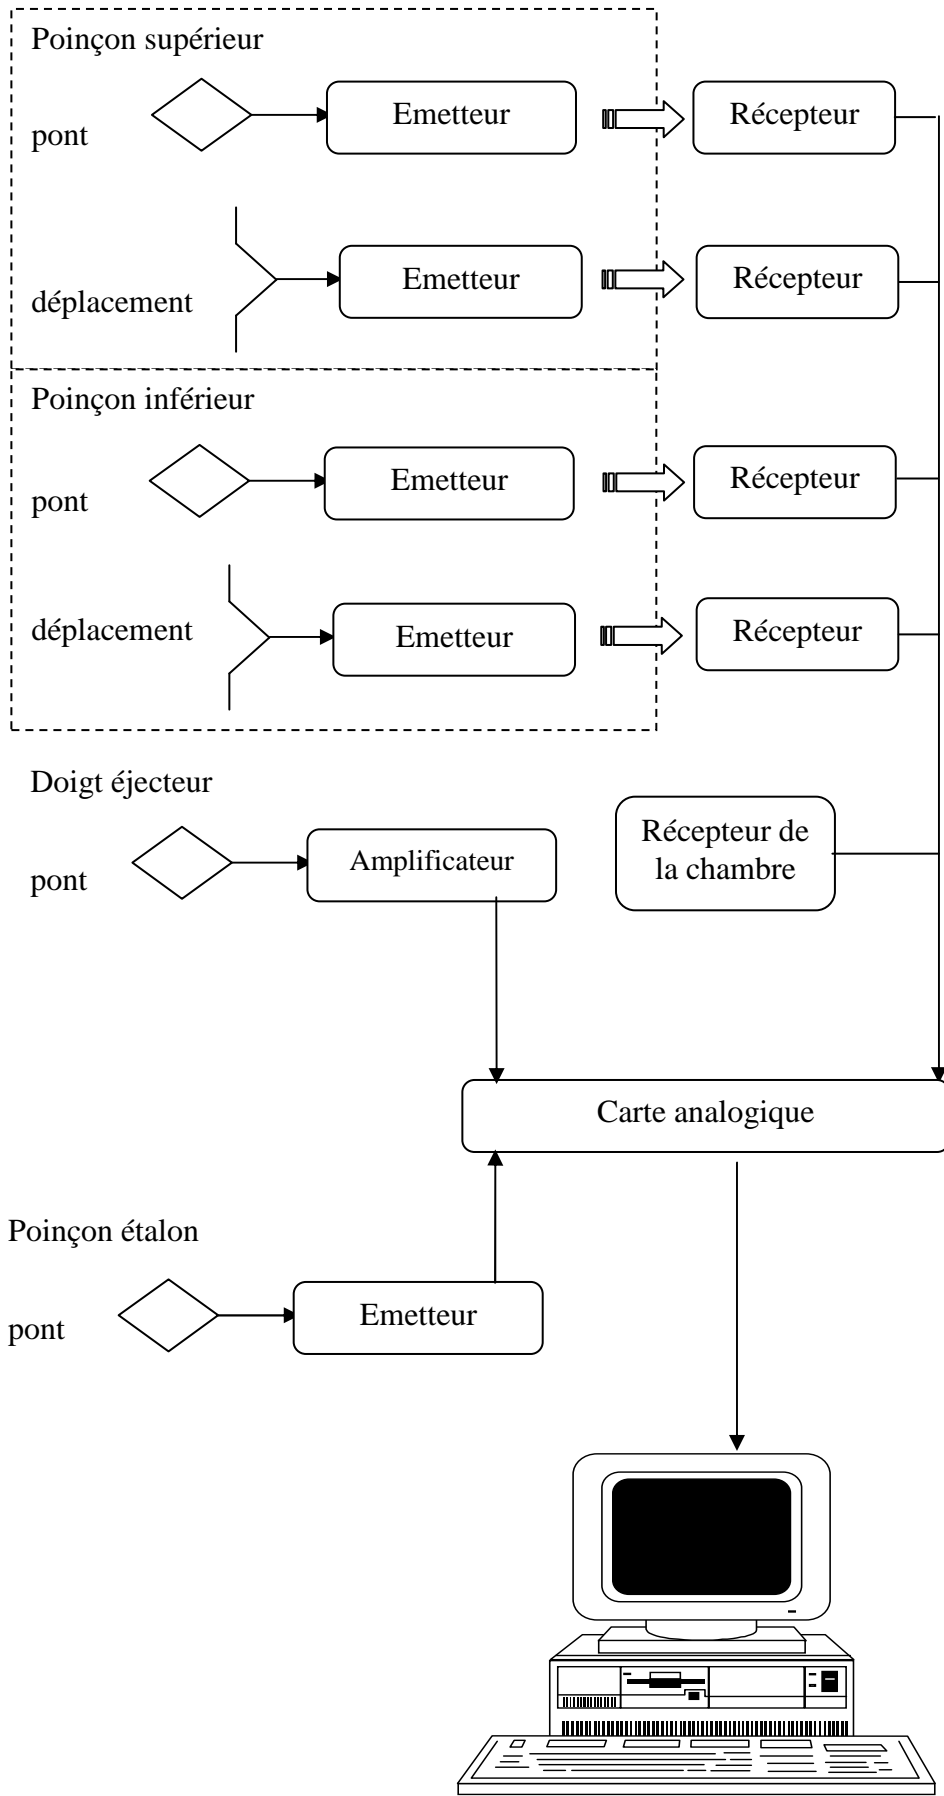 Poinçon supérieur
pont
Emetteur
Récepteur
déplacement
Emetteur
Récepteur
Poinçon inférieur
pont
Emetteur
Récepteur
déplacement
Emetteur
Récepteur
Doigt éjecteur
pont
Amplificateur
Récepteur de
la chambre
Carte analogique
Poinçon étalon
pont
Emetteur